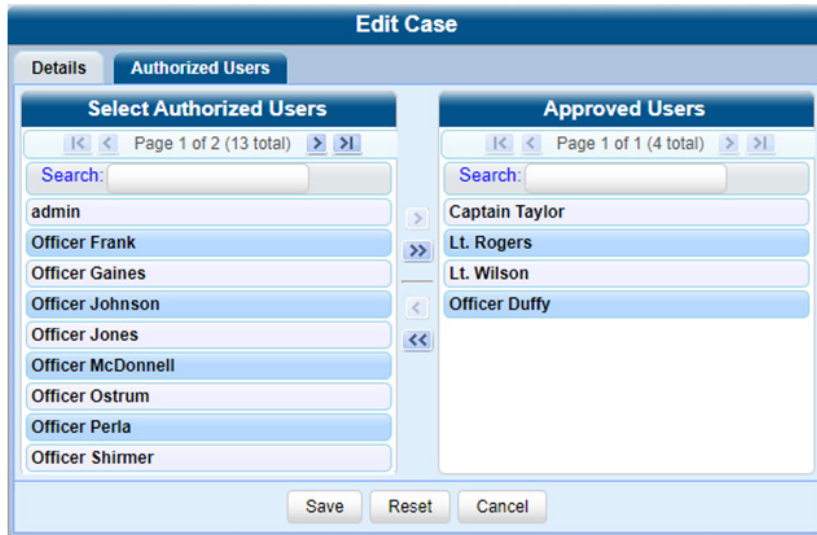 Edit Case
Details Authorized Users
Select Authorized Users
|< < Page 1 of 2 (13 total) > >|
Search:
admin
Officer Frank
Officer Gaines
Officer Johnson
Officer Jones
Officer McDonnell
Officer Ostrum
Officer Perla
Officer Shirmer
>
>>
<
<<
Approved Users
|< < Page 1 of 1 (4 total) > >|
Search:
Captain Taylor
Lt. Rogers
Lt. Wilson
Officer Duffy
Save Reset Cancel